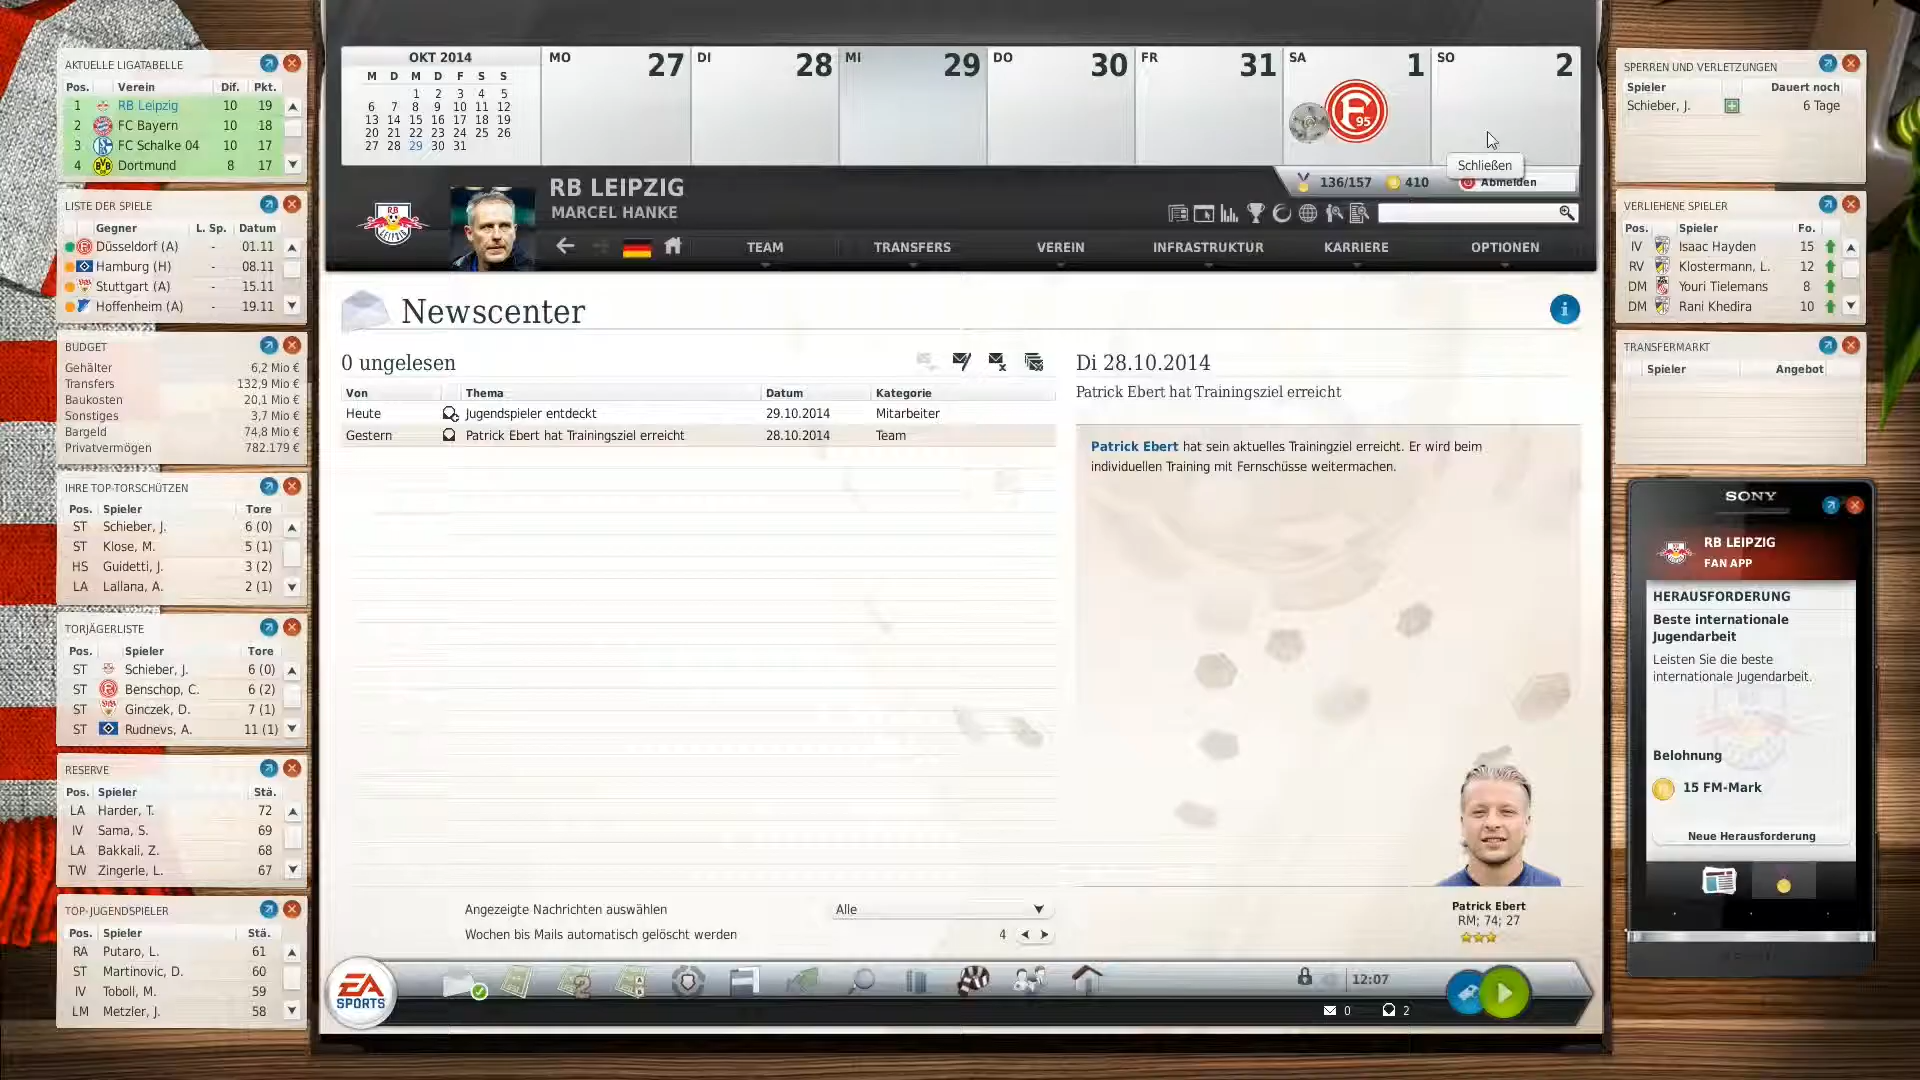 AKTUELLE LIGATABELLE
Pos. Verein Dif. Pkt.
1 RB Leipzig 10 19
2 FC Bayern 10 18
3 FC Schalke 04 10 17
4 Dortmund 8 17
LISTE DER SPIELE
Gegner L. Sp. Datum
Düsseldorf (A) - 01.11
Hamburg (H) - 08.11
Stuttgart (A) - 15.11
Hoffenheim (A) - 19.11
BUDGET
Gehälter 6,2 Mio €
Transfers 132,9 Mio €
Baukosten 20,1 Mio €
Sonstiges 3,7 Mio €
Bargeld 74,8 Mio €
Privatvermögen 782.179 €
IHRE TOP-TORSCHÜTZEN
Pos. Spieler Tore
ST Schieber, J. 6 (0)
ST Klose, M. 5 (1)
HS Guidetti, J. 3 (2)
LA Lallana, A. 2 (1)
TORJÄGERLISTE
Pos. Spieler Tore
ST Schieber, J. 6 (0)
ST Benschop, C. 6 (2)
ST Ginczek, D. 7 (1)
ST Rudnevs, A. 11 (1)
RESERVE
Pos. Spieler Stä.
LA Harder, T. 72
IV Sama, S. 69
LA Bakkali, Z. 68
TW Zingerle, L. 67
TOP-JUGENDSPIELER
Pos. Spieler Stä.
RA Putaro, L. 61
ST Martinovic, D. 60
IV Toboll, M. 59
LM Metzler, J. 58
OKT 2014
M D M D F S S
1 2 3 4 5
6 7 8 9 10 11 12
13 14 15 16 17 18 19
20 21 22 23 24 25 26
27 28 29 30 31
MO 27 DI 28 MI 29 DO 30 FR 31 SA 1 SO 2
F 95
Schließen
136/157 410 Abmelden
RB LEIPZIG
MARCEL HANKE
TEAM TRANSFERS VEREIN INFRASTRUKTUR KARRIERE OPTIONEN
Newscenter
0 ungelesen
Von Thema Datum Kategorie
Heute Jugendspieler entdeckt 29.10.2014 Mitarbeiter
Gestern Patrick Ebert hat Trainingsziel erreicht 28.10.2014 Team
Di 28.10.2014
Patrick Ebert hat Trainingsziel erreicht
Patrick Ebert hat sein aktuelles Trainingziel erreicht. Er wird beim
individuellen Training mit Fernschüsse weitermachen.
Patrick Ebert
RM; 74; 27
Angezeigte Nachrichten auswählen Alle
Wochen bis Mails automatisch gelöscht werden 4
EA
SPORTS
12:07
0 2
SPERREN UND VERLETZUNGEN
Spieler Dauert noch
Schieber, J. 6 Tage
VERLIEHENE SPIELER
Pos. Spieler Fo.
IV Isaac Hayden 15
RV Klostermann, L. 12
DM Youri Tielemans 8
DM Rani Khedira 10
TRANSFERMARKT
Spieler Angebot
SONY
RB LEIPZIG
FAN APP
HERAUSFORDERUNG
Beste internationale
Jugendarbeit
Leisten Sie die beste
internationale Jugendarbeit.
Belohnung
15 FM-Mark
Neue Herausforderung